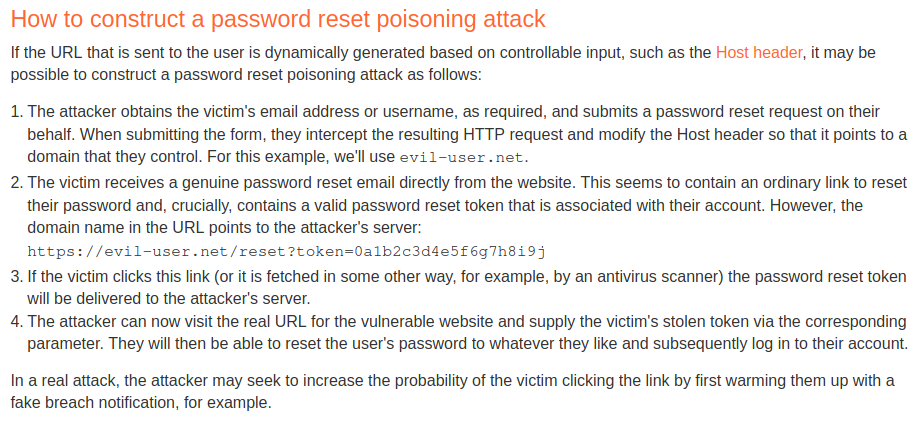 How to construct a password reset poisoning attack
If the URL that is sent to the user is dynamically generated based on controllable input, such as the Host header, it may be
possible to construct a password reset poisoning attack as follows:
1. The attacker obtains the victim's email address or username, as required, and submits a password reset request on their
behalf. When submitting the form, they intercept the resulting HTTP request and modify the Host header so that it points to a
domain that they control. For this example, we'll use evil-user.net.
2. The victim receives a genuine password reset email directly from the website. This seems to contain an ordinary link to reset
their password and, crucially, contains a valid password reset token that is associated with their account. However, the
domain name in the URL points to the attacker's server:
https://evil-user.net/reset?token=0a1b2c3d4e5f6g7h8i9j
3. If the victim clicks this link (or it is fetched in some other way, for example, by an antivirus scanner) the password reset token
will be delivered to the attacker's server.
4. The attacker can now visit the real URL for the vulnerable website and supply the victim's stolen token via the corresponding
parameter. They will then be able to reset the user's password to whatever they like and subsequently log in to their account.
In a real attack, the attacker may seek to increase the probability of the victim clicking the link by first warming them up with a
fake breach notification, for example.